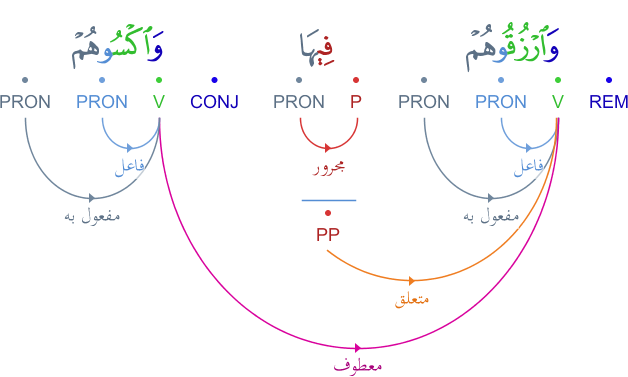 وَٱرْزُقُوهُمْ فِيهَا وَٱكْسُوهُمْ
REM V PRON PRON P PRON CONJ V PRON PRON
فاعل مجرور فاعل
مفعول به مفعول به
PP
متعلق
معطوف